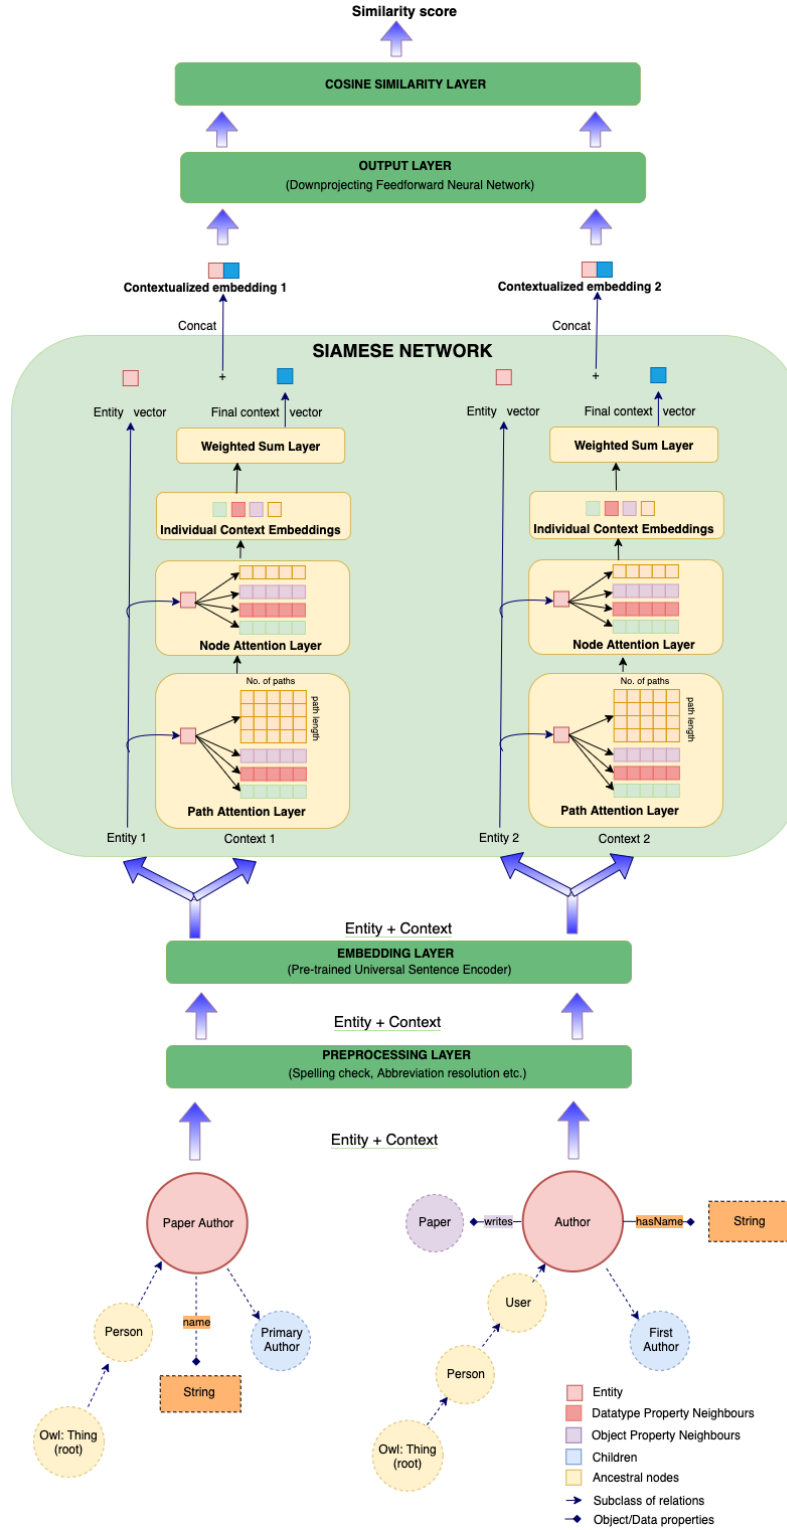 Similarity score
COSINE SIMILARITY LAYER
OUTPUT LAYER
(Downprojecting Feedforward Neural Network)
Contextualized embedding 1
Contextualized embedding 2
Concat
Concat
SIAMESE NETWORK
+
+
Entity vector
Final context vector
Entity vector
Final context vector
Weighted Sum Layer
Weighted Sum Layer
Individual Context Embeddings
Individual Context Embeddings
Node Attention Layer
Node Attention Layer
No. of paths
path length
No. of paths
path length
Path Attention Layer
Path Attention Layer
Entity 1
Context 1
Entity 2
Context 2
Entity + Context
EMBEDDING LAYER
(Pre-trained Universal Sentence Encoder)
Entity + Context
PREPROCESSING LAYER
(Spelling check, Abbreviation resolution etc.)
Entity + Context
Paper Author
Person
name
Primary
Author
String
Owl: Thing
(root)
Paper
writes
Author
hasName
String
User
First
Author
Person
Owl: Thing
(root)
Entity
Datatype Property Neighbours
Object Property Neighbours
Children
Ancestral nodes
Subclass of relations
Object/Data properties